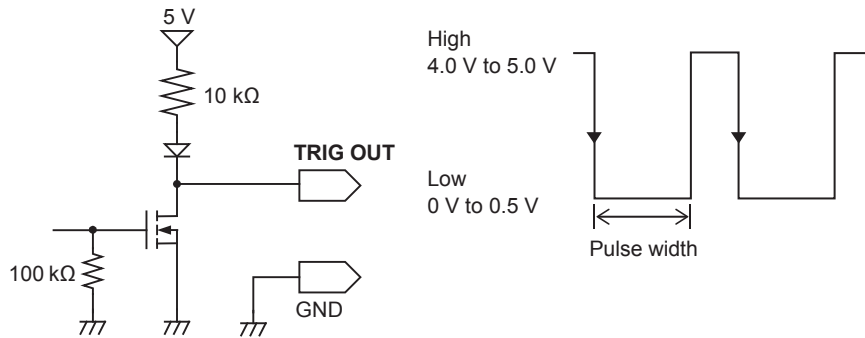 5 V
10 kΩ
TRIG OUT
100 kΩ
GND
High
4.0 V to 5.0 V
Low
0 V to 0.5 V
Pulse width